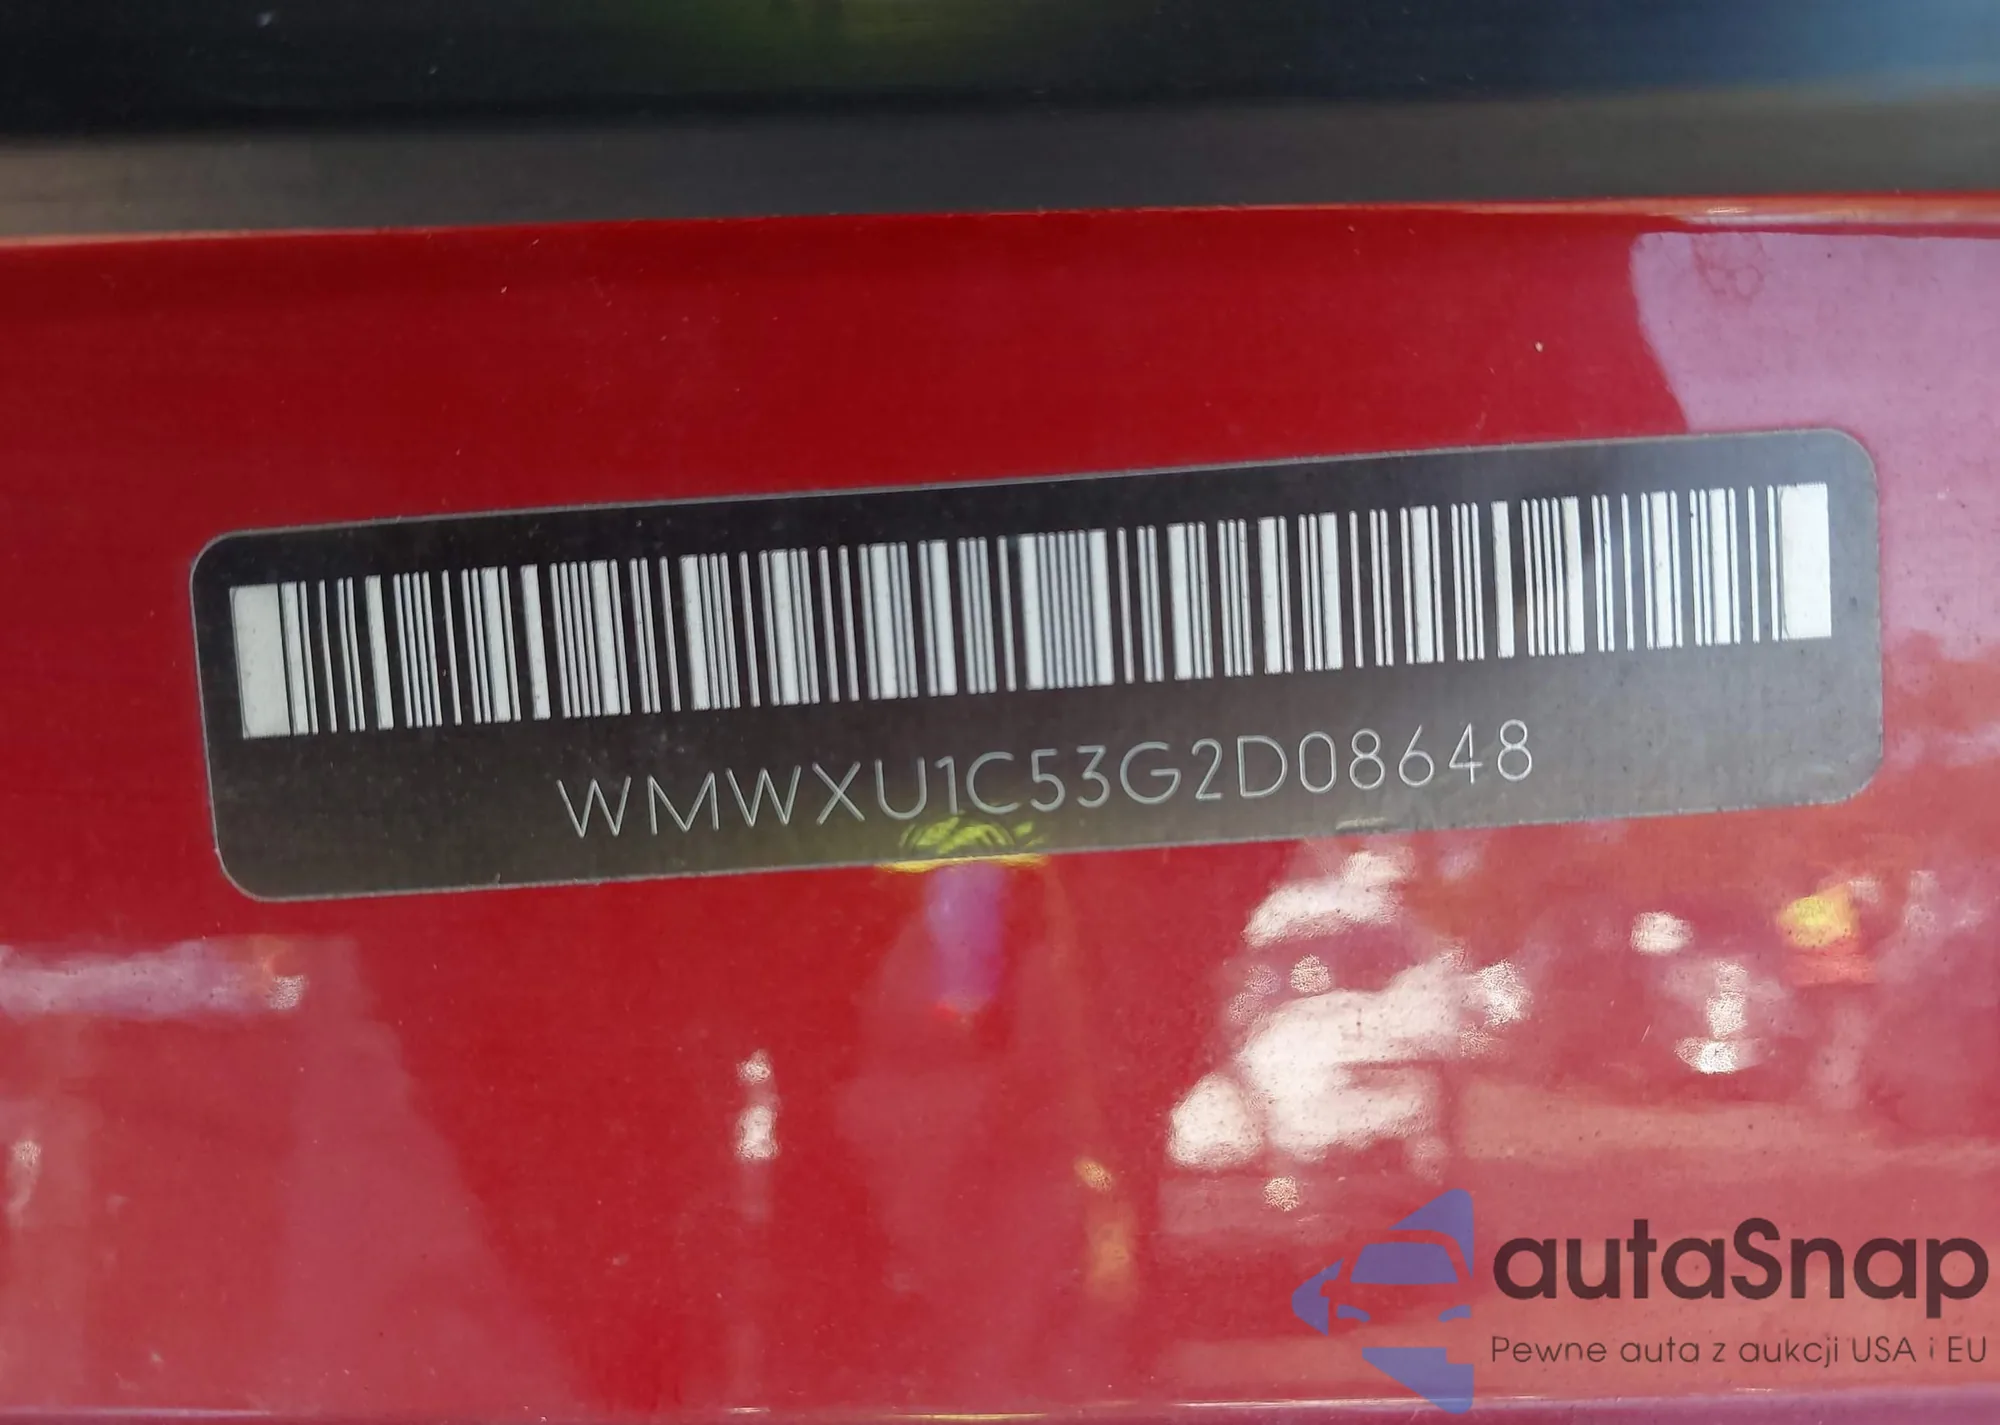 WMWXU1C53G2D08648
autaSnap
Pewne auta z aukcji USA i EU